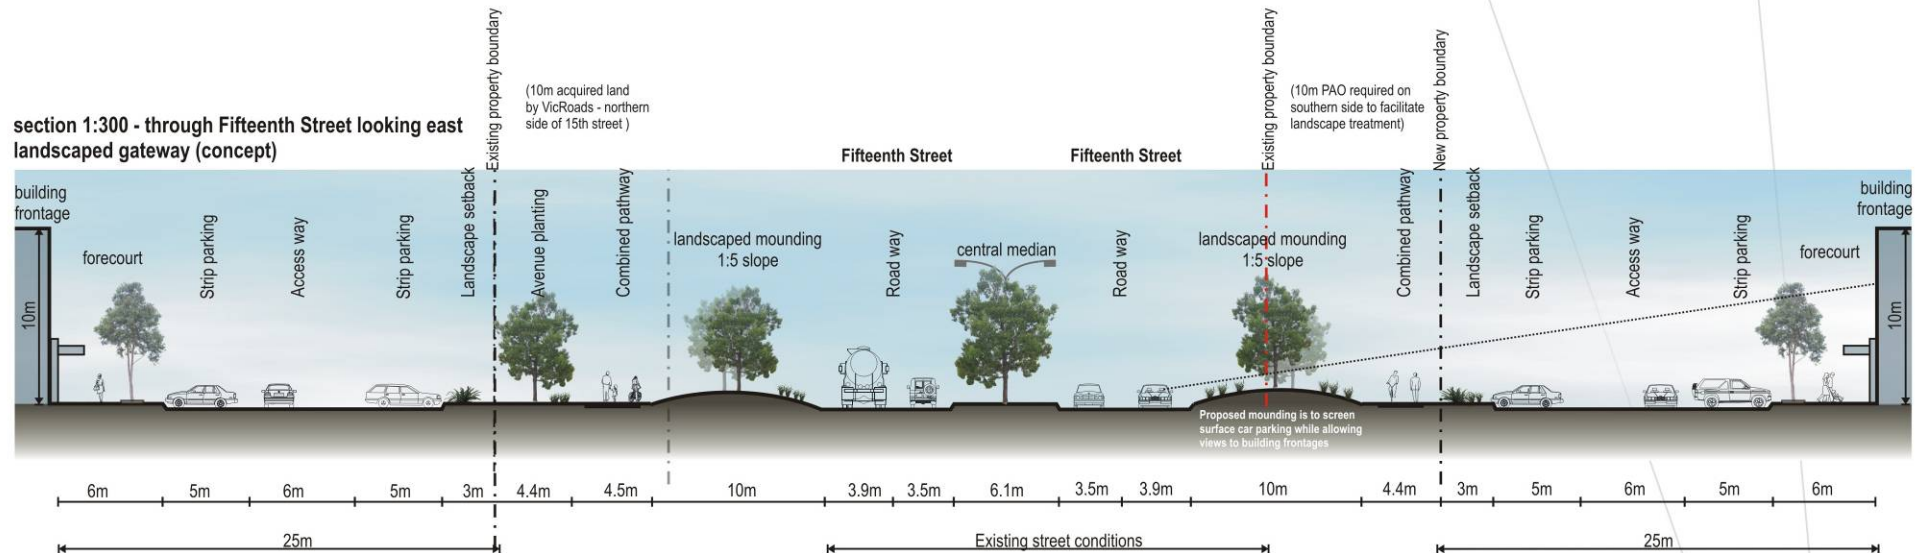 section 1:300 - through Fifteenth Street looking east
landscaped gateway (concept)
Existing property boundary
(10m acquired land
by VicRoads - northern
side of 15th street )
Fifteenth Street
Fifteenth Street
Existing property boundary
(10m PAO required on
southern side to facilitate
landscape treatment)
New property boundary
building
frontage
10m
forecourt
Strip parking
Access way
Strip parking
Landscape setback
Avenue planting
Combined pathway
landscaped mounding
1:5 slope
Road way
central median
Road way
landscaped mounding
1:5 slope
Combined pathway
Landscape setback
Strip parking
Access way
Strip parking
forecourt
building
frontage
10m
Proposed mounding is to screen
surface car parking while allowing
views to building frontages
6m 5m 6m 5m 3m 4.4m 4.5m 10m 3.9m 3.5m 6.1m 3.5m 3.9m 10m 4.4m 3m 5m 6m 5m 6m
25m Existing street conditions 25m